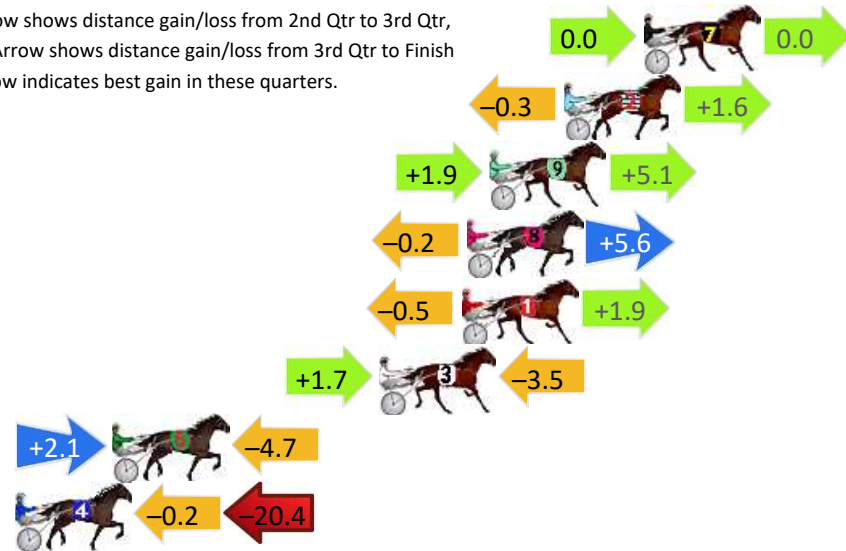 ow shows distance gain/loss from 2nd Qtr to 3rd Qtr,
Arrow shows distance gain/loss from 3rd Qtr to Finish
ow indicates best gain in these quarters.
0.0 7 0.0
–0.3 2 +1.6
+1.9 9 +5.1
–0.2 8 +5.6
–0.5 1 +1.9
+1.7 3 –3.5
+2.1 –4.7
4 –0.2 –20.4